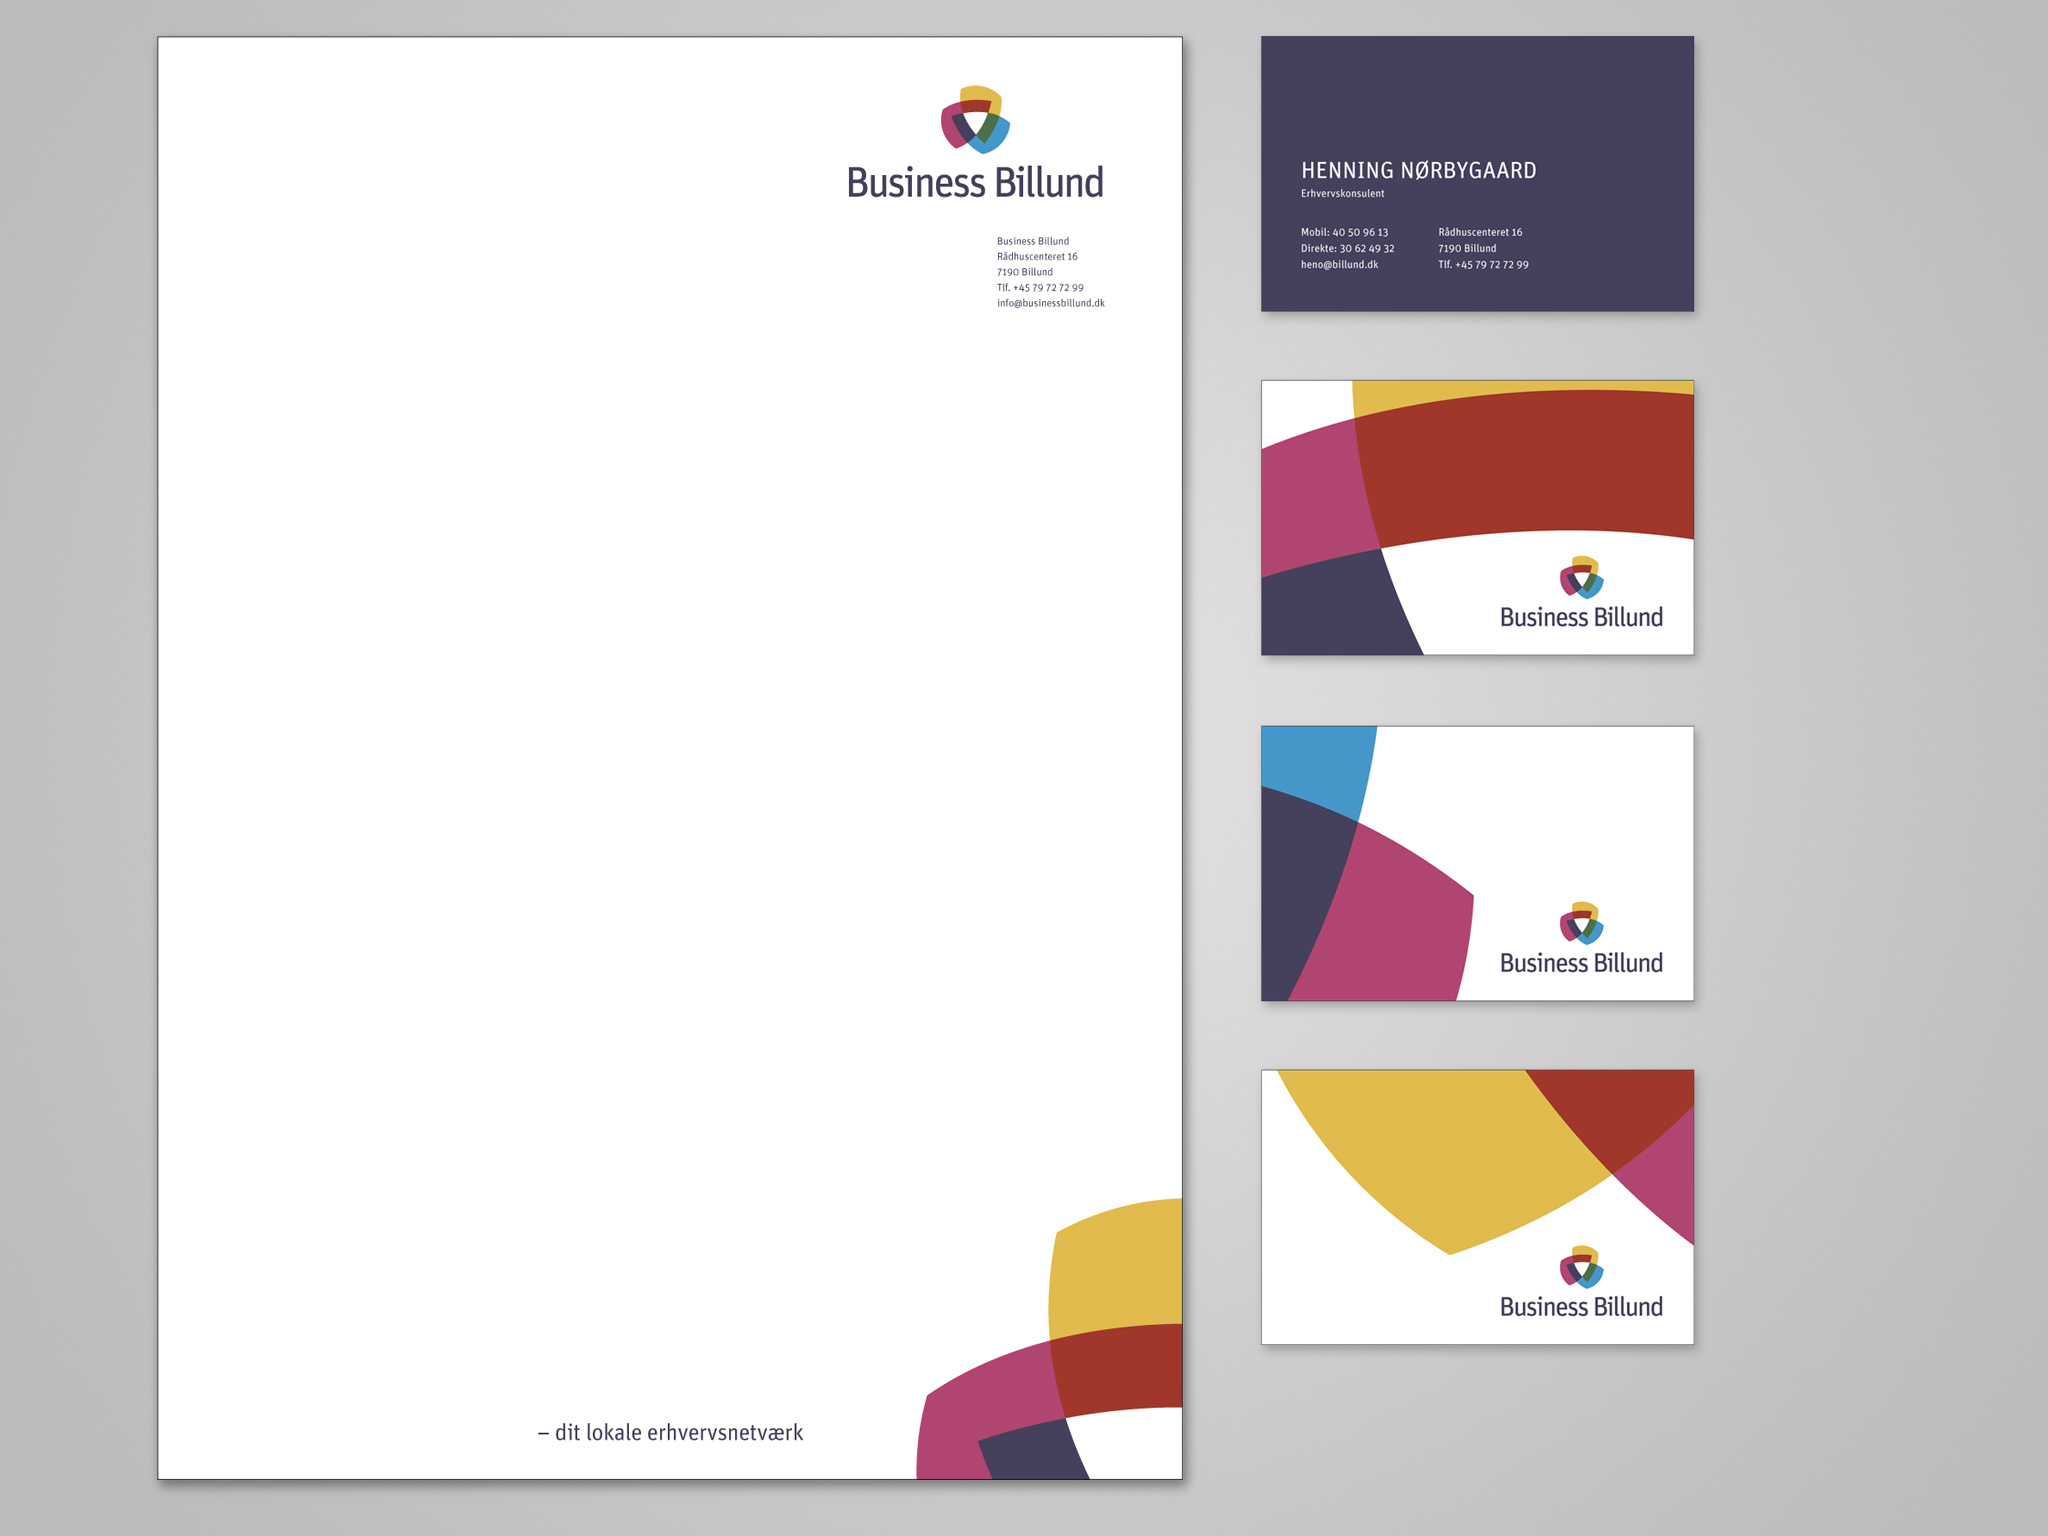 Business Billund
Business Billund
Rådhuscenteret 16
7190 Billund
Tlf. +45 79 72 72 99
info@businessbillund.dk
– dit lokale erhvervsnetværk
HENNING NØRBYGAARD
Erhvervskonsulent
Mobil: 40 50 96 13
Direkte: 30 62 49 32
heno@billund.dk
Rådhuscenteret 16
7190 Billund
Tlf. +45 79 72 72 99
Business Billund
Business Billund
Business Billund